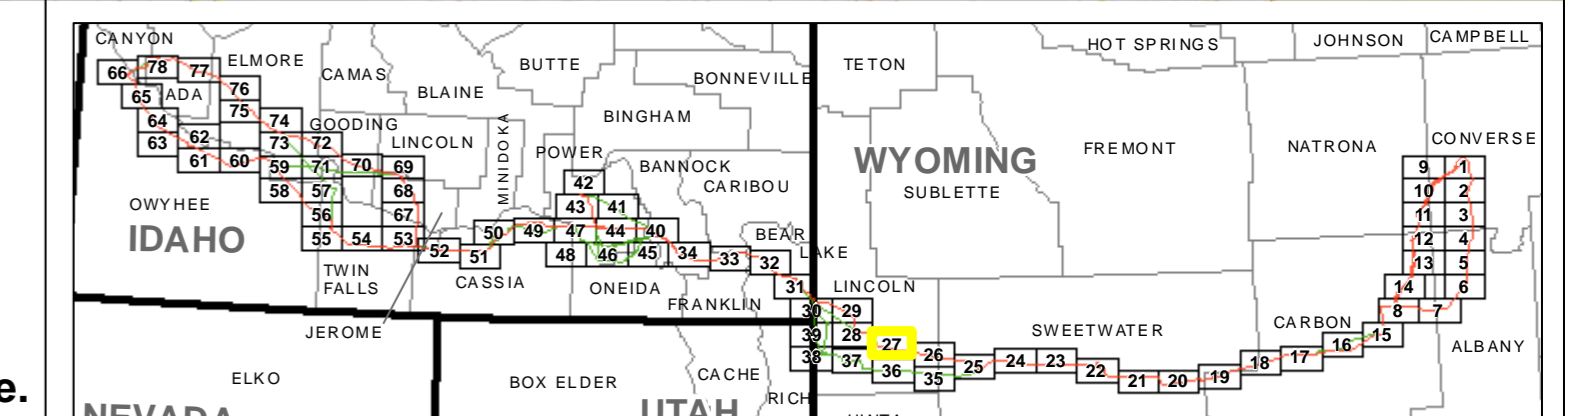 CANYON
HOT SPRINGS
JOHNSON
CAMPBELL
ELMORE
CAMAS
BUTTE
BONNEVILLE
TETON
66
78
77
76
65
ADA
BLAINE
75
64
74
GOODING
BINGHAM
63
62
73
72
LINCOLN
MINIDOKA
POWER
BANNOCK
CARIBOU
WYOMING
SUBLETTE
FREMONT
NATRONA
CONVERSE
61
60
59
71
70
69
58
57
68
42
9
1
10
2
OWYHEE
IDAHO
56
67
43
41
11
3
55
54
53
52
51
50
49
47
44
40
48
46
45
34
33
32
BEAR
LAKE
12
4
13
5
TWIN
FALLS
CASSIA
ONEIDA
FRANKLIN
31
LINCOLN
14
6
JEROME
30
29
8
7
39
28
27
SWEETWATER
CARBON
15
ALBANY
38
37
36
26
35
25
24
23
22
21
20
19
18
17
16
ELKO
BOX ELDER
CACHE
RICH
e.
NEVADA
UTAH
UINTA